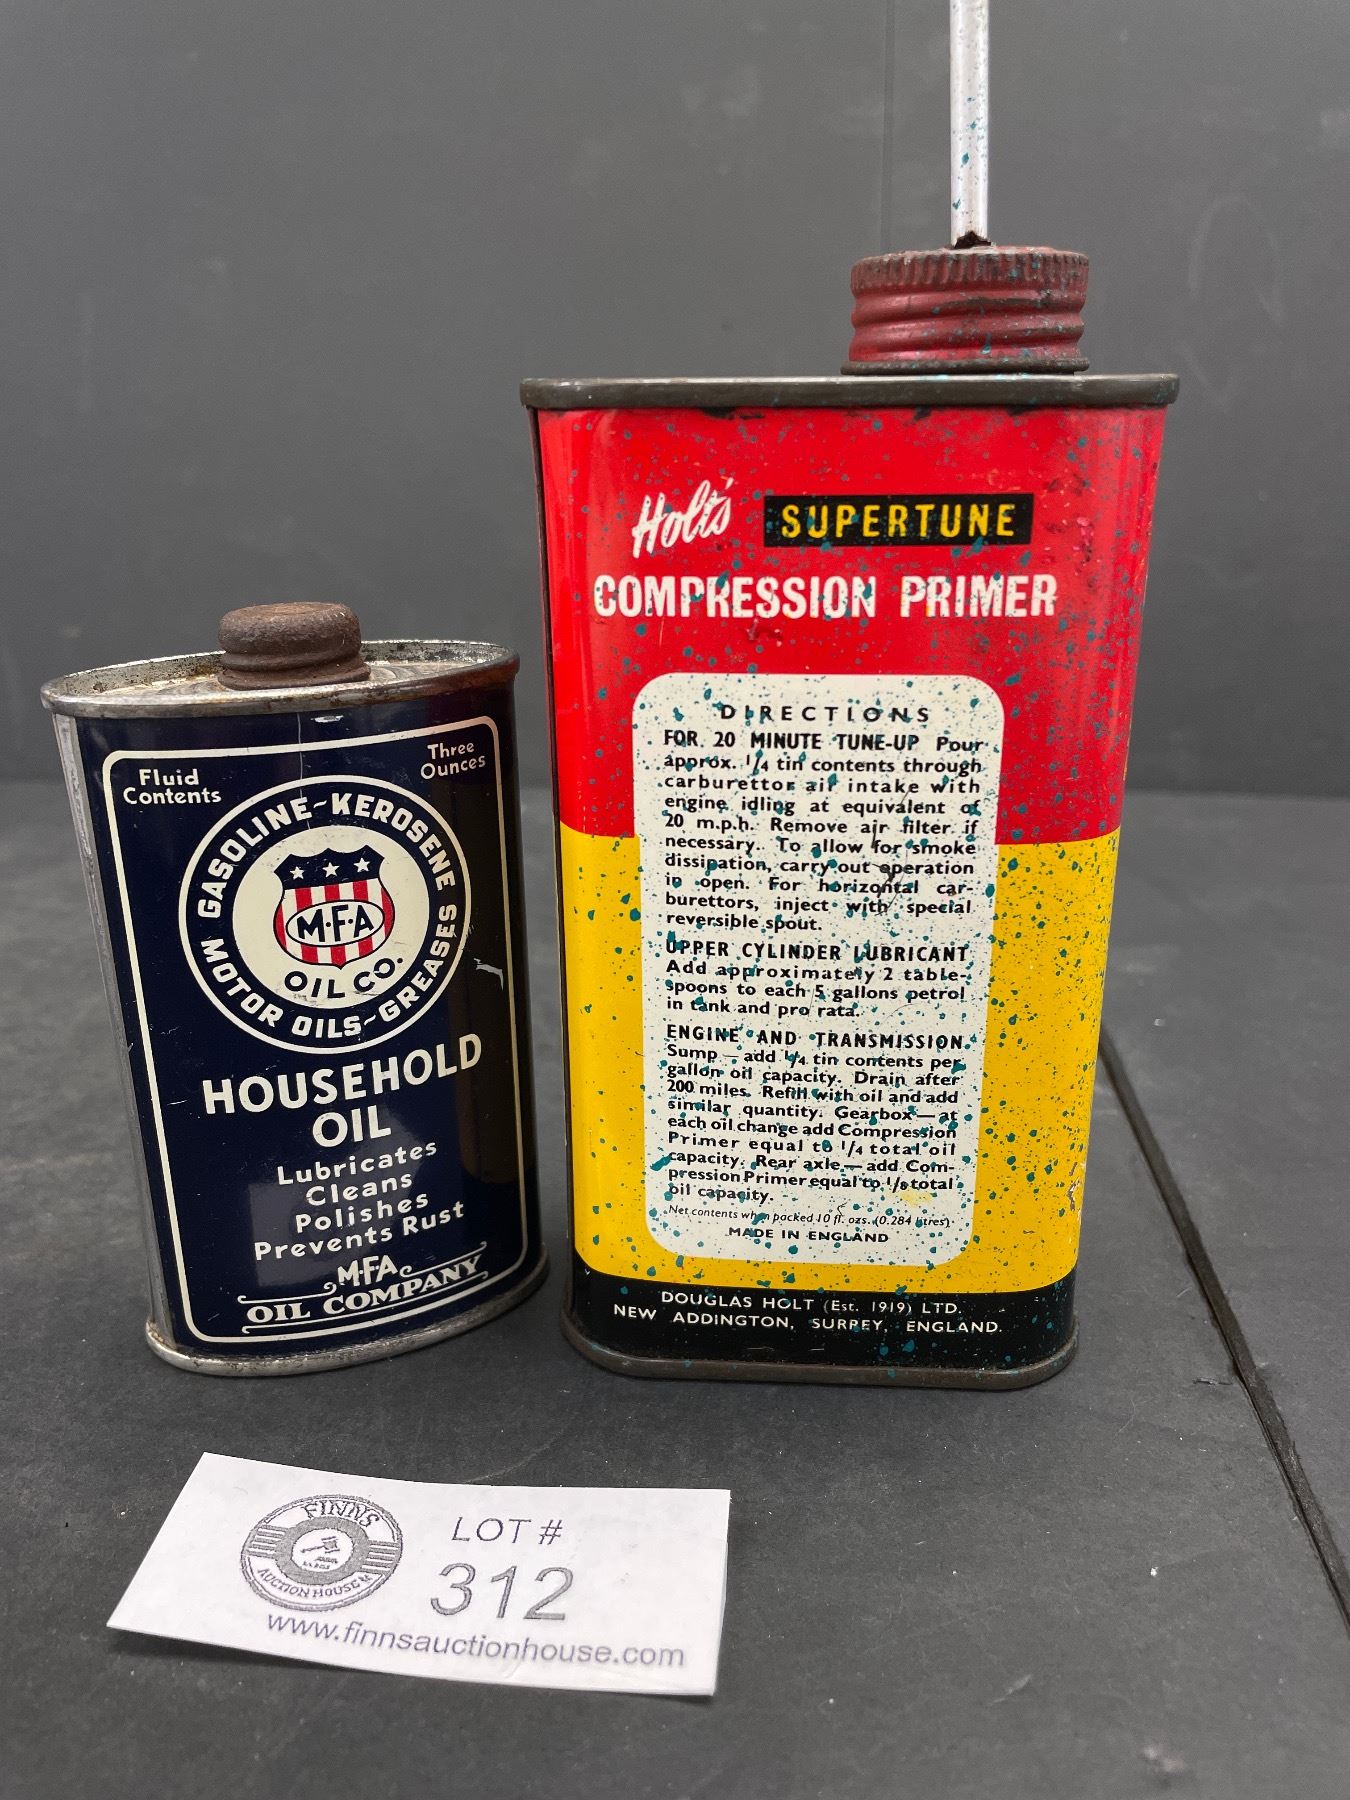 Fluid
Contents
Three
Ounces
GASOLINE~KEROSENE
MOTOR OILS~GREASES
M·F·A
OIL CO.
HOUSEHOLD
OIL
Lubricates
Cleans
Polishes
Prevents Rust
M·F·A
OIL COMPANY
Holt's SUPERTUNE
COMPRESSION PRIMER
DIRECTIONS
FOR 20 MINUTE TUNE-UP Pour
approx. 1/4 tin contents through
carburettor air intake with
engine idling at equivalent of
20 m.p.h. Remove air filter if
necessary. To allow for smoke
dissipation, carry out operation
in open. For horizontal car-
burettors, inject with special
reversible spout.
UPPER CYLINDER LUBRICANT
Add approximately 2 table-
spoons to each 5 gallons petrol
in tank and pro rata.
ENGINE AND TRANSMISSION
Sump — add 1/4 tin contents per
gallon oil capacity. Drain after
200 miles. Refill with oil and add
similar quantity. Gearbox — at
each oil change add Compression
Primer equal to 1/4 total oil
capacity. Rear axle — add Com-
pression Primer equal to 1/8 total
oil capacity.
Net contents when packed 10 fl. ozs. (0.284 litres)
MADE IN ENGLAND
DOUGLAS HOLT (Est. 1919) LTD.
NEW ADDINGTON, SURREY, ENGLAND.
FINNS
AUCTION HOUSE
LOT #
312
www.finnsauctionhouse.com